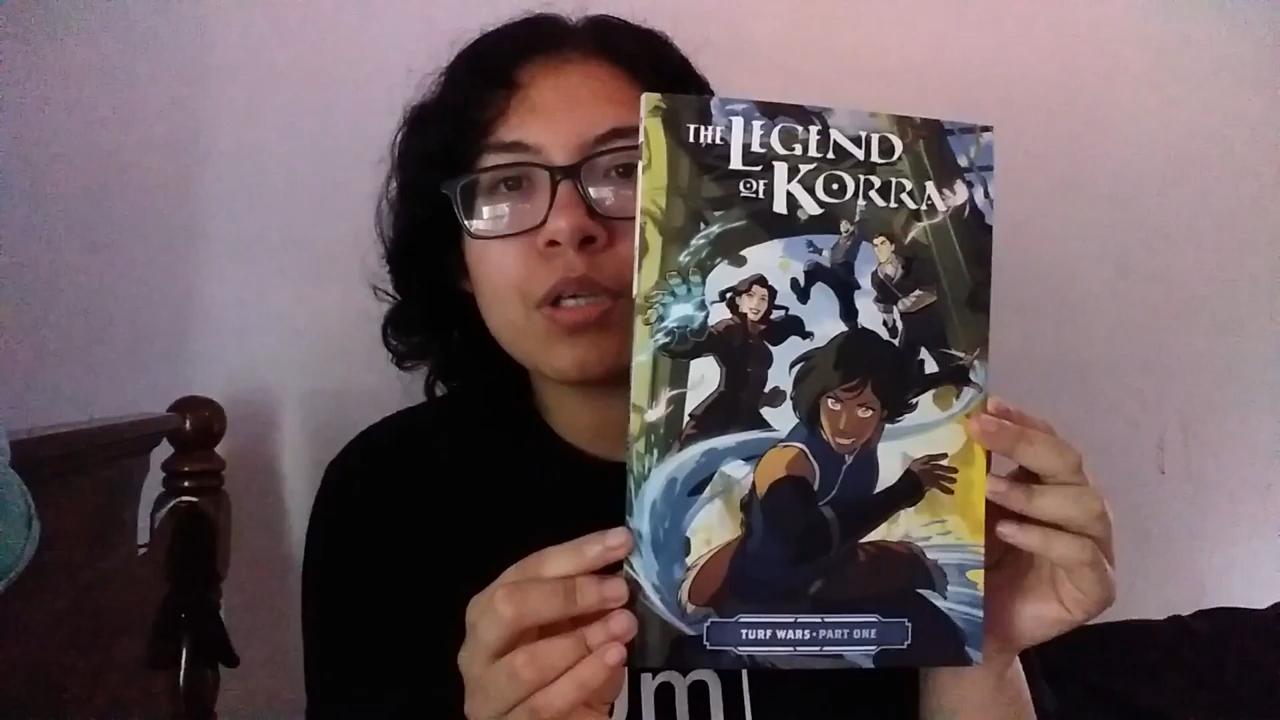 THE LEGEND
OF KORRA
TURF WARS • PART ONE